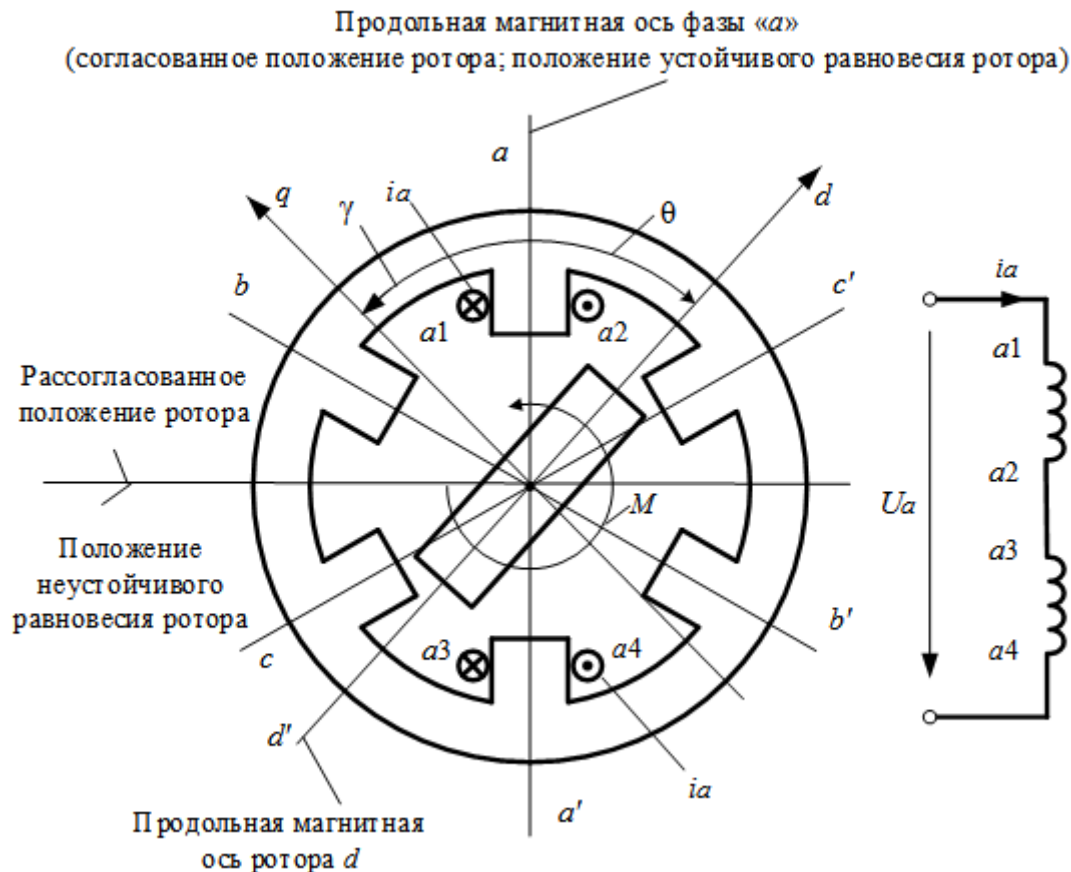 Продольная магнитная ось фазы «а»
(согласованное положение ротора; положение устойчивого равновесия ротора)
a
q
ia
d
γ
θ
b
c'
a1
a2
Рассогласованное
положение ротора
M
Положение
неустойчивого
равновесия ротора
c
b'
a3
a4
d'
ia
a'
Продольная магнитная
ось ротора d
ia
a1
a2
Ua
a3
a4